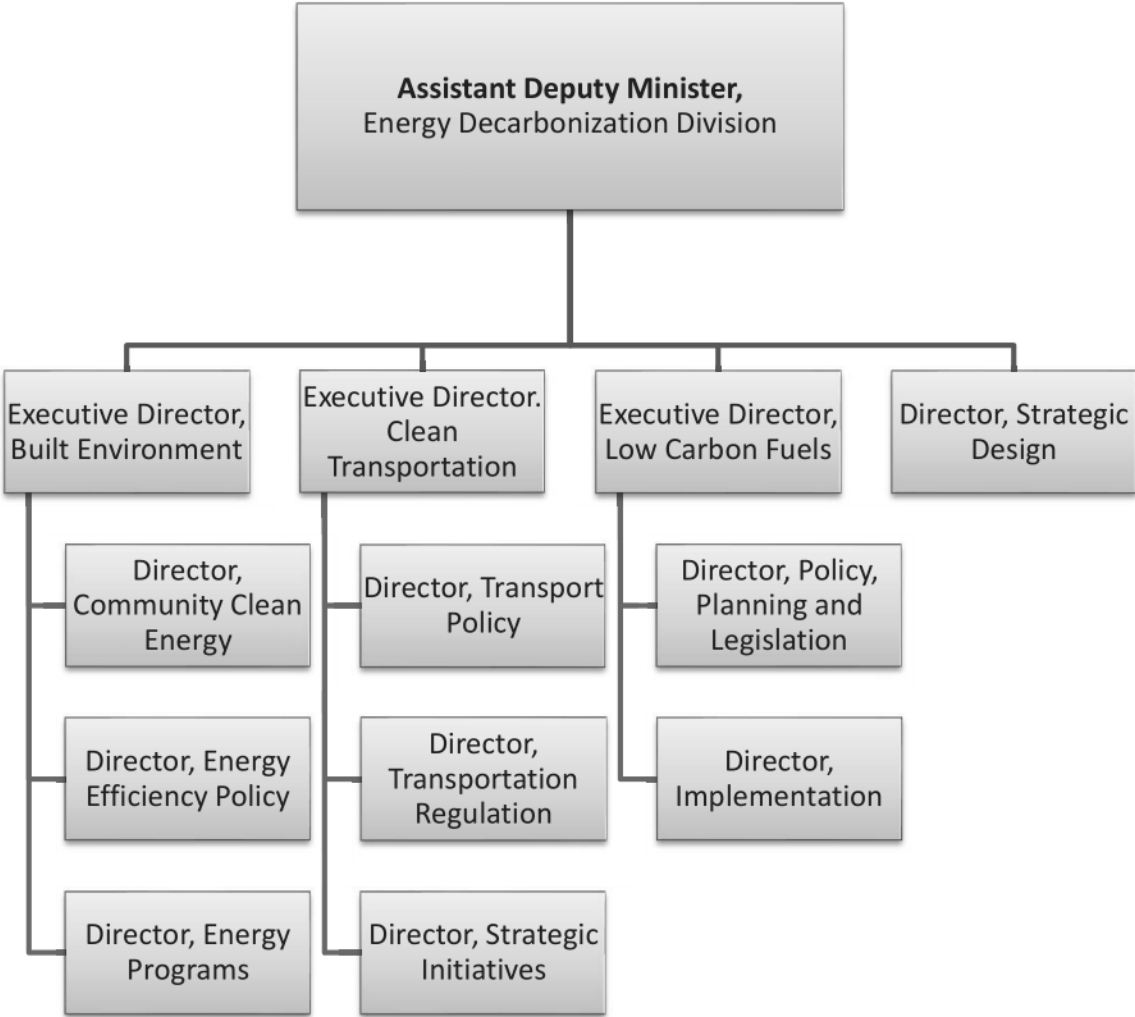 Assistant Deputy Minister,
Energy Decarbonization Division
Executive Director,
Built Environment
Executive Director.
Clean
Transportation
Executive Director,
Low Carbon Fuels
Director, Strategic
Design
Director,
Community Clean
Energy
Director, Transport
Policy
Director, Policy,
Planning and
Legislation
Director, Energy
Efficiency Policy
Director,
Transportation
Regulation
Director,
Implementation
Director, Energy
Programs
Director, Strategic
Initiatives